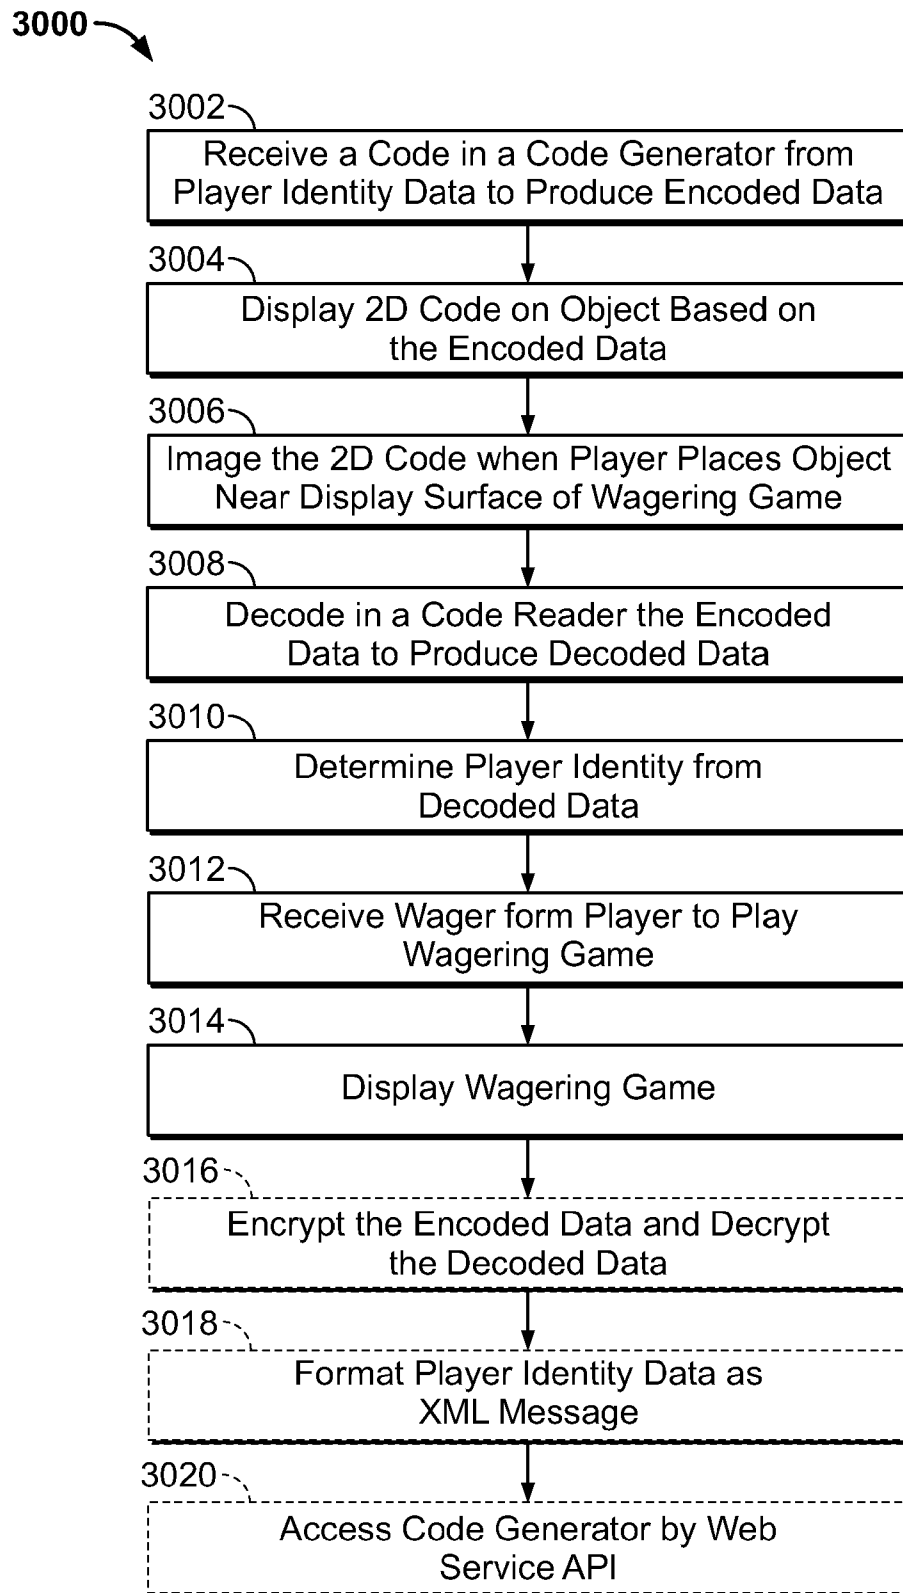 3000
3002
Receive a Code in a Code Generator from
Player Identity Data to Produce Encoded Data
3004
Display 2D Code on Object Based on
the Encoded Data
3006
Image the 2D Code when Player Places Object
Near Display Surface of Wagering Game
3008
Decode in a Code Reader the Encoded
Data to Produce Decoded Data
3010
Determine Player Identity from
Decoded Data
3012
Receive Wager form Player to Play
Wagering Game
3014
Display Wagering Game
3016
Encrypt the Encoded Data and Decrypt
the Decoded Data
3018
Format Player Identity Data as
XML Message
3020
Access Code Generator by Web
Service API